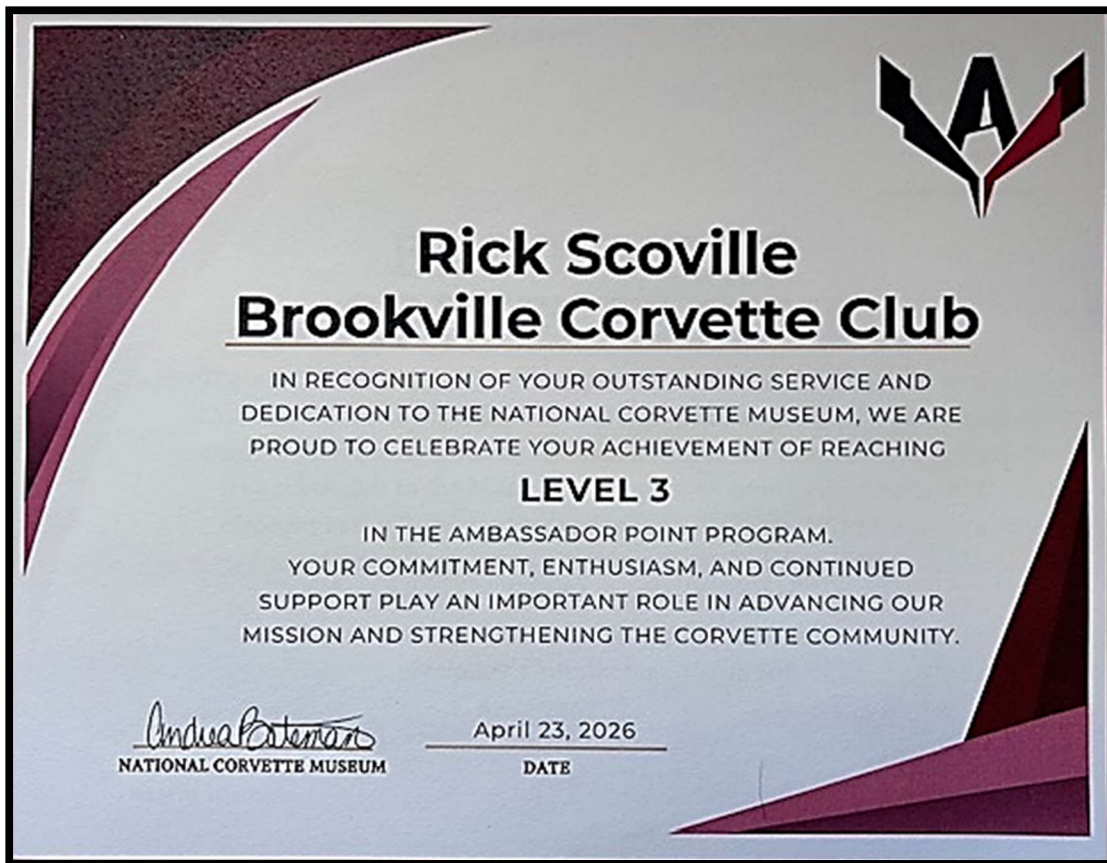 A
Rick Scoville
Brookville Corvette Club
IN RECOGNITION OF YOUR OUTSTANDING SERVICE AND
DEDICATION TO THE NATIONAL CORVETTE MUSEUM, WE ARE
PROUD TO CELEBRATE YOUR ACHIEVEMENT OF REACHING
LEVEL 3
IN THE AMBASSADOR POINT PROGRAM.
YOUR COMMITMENT, ENTHUSIASM, AND CONTINUED
SUPPORT PLAY AN IMPORTANT ROLE IN ADVANCING OUR
MISSION AND STRENGTHENING THE CORVETTE COMMUNITY.
Andrea Bateman April 23, 2026
NATIONAL CORVETTE MUSEUM DATE